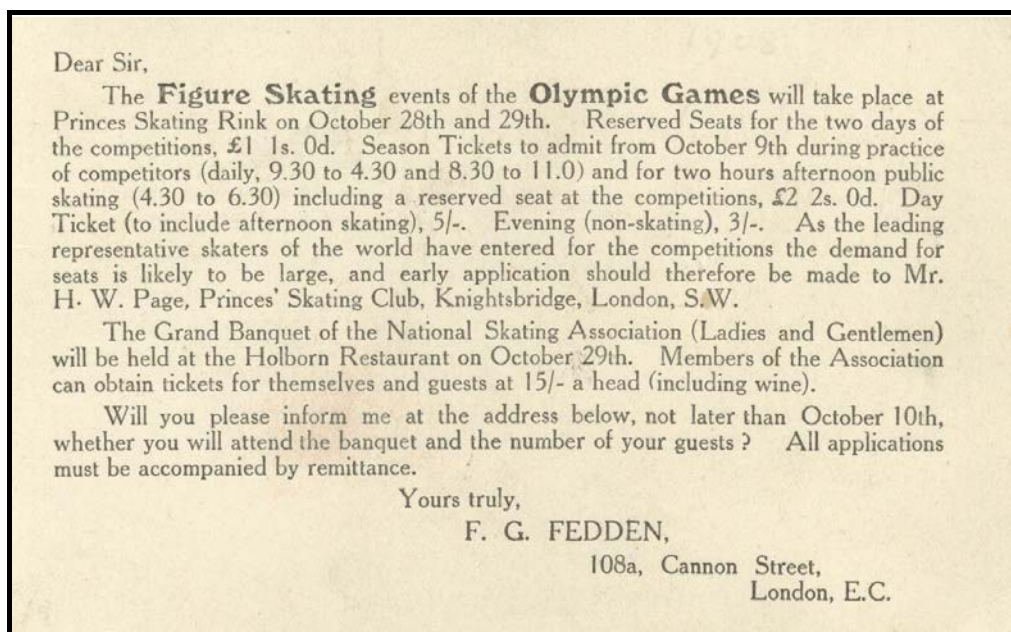 1908
Dear Sir,
The Figure Skating events of the Olympic Games will take place at
Princes Skating Rink on October 28th and 29th. Reserved Seats for the two days of
the competitions, £1 1s. 0d. Season Tickets to admit from October 9th during practice
of competitors (daily, 9.30 to 4.30 and 8.30 to 11.0) and for two hours afternoon public
skating (4.30 to 6.30) including a reserved seat at the competitions, £2 2s. 0d. Day
Ticket (to include afternoon skating), 5/-. Evening (non-skating), 3/-. As the leading
representative skaters of the world have entered for the competitions the demand for
seats is likely to be large, and early application should therefore be made to Mr.
H. W. Page, Princes' Skating Club, Knightsbridge, London, S.W.
The Grand Banquet of the National Skating Association (Ladies and Gentlemen)
will be held at the Holborn Restaurant on October 29th. Members of the Association
can obtain tickets for themselves and guests at 15/- a head (including wine).
Will you please inform me at the address below, not later than October 10th,
whether you will attend the banquet and the number of your guests ? All applications
must be accompanied by remittance.
Yours truly,
F. G. FEDDEN,
108a, Cannon Street,
London, E.C.